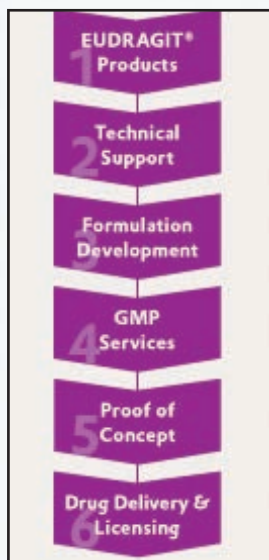 1
EUDRAGIT®
Products
2
Technical
Support
3
Formulation
Development
4
GMP
Services
5
Proof of
Concept
6
Drug Delivery &
Licensing